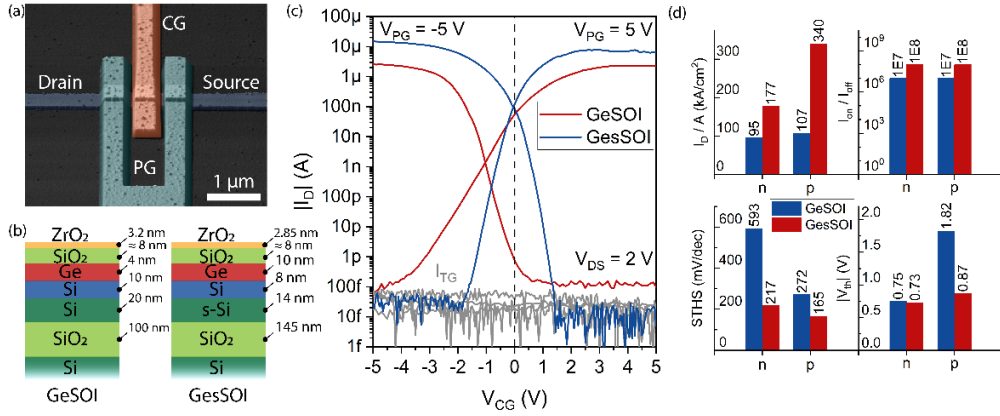 (a)
CG
Drain
Source
PG
1 μm
(b)
ZrO₂
3.2 nm
SiO₂
≈ 8 nm
Ge
4 nm
Si
10 nm
20 nm
SiO₂
100 nm
Si
GeSOI
ZrO₂
2.85 nm
SiO₂
≈ 8 nm
Ge
10 nm
Si
8 nm
s-Si
14 nm
SiO₂
145 nm
Si
GesSOI
(c)
V_PG = -5 V
V_PG = 5 V
GeSOI
GesSOI
I_TG
V_DS = 2 V
|I_D| (A)
100μ
10μ
1μ
100n
10n
1n
100p
10p
1p
100f
10f
1f
-5 -4 -3 -2 -1 0 1 2 3 4 5
V_CG (V)
(d)
I_D / A (kA/cm²)
300
200
100
0
95
177
107
340
n p
I_on / I_off
10⁹
10⁶
10³
10⁰
1E7
1E8
1E7
1E8
n p
STHS (mV/dec)
600
400
200
0
593
217
272
165
n p
GeSOI
GesSOI
|V_th| (V)
2.0
1.5
1.0
0.5
0.0
0.75
0.73
1.82
0.87
n p